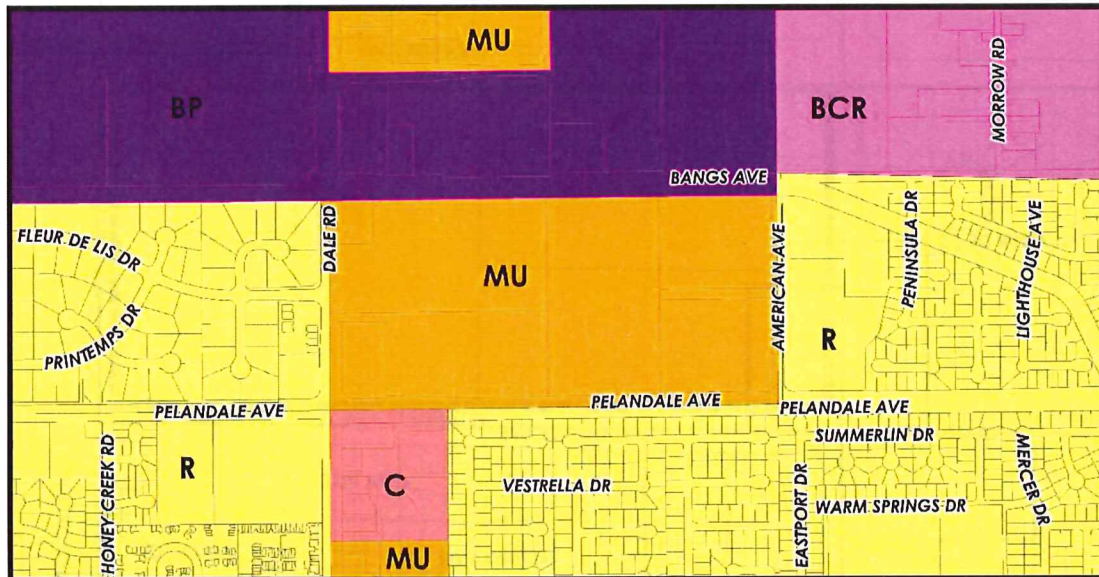 MU
BP
BCR
MORROW RD
BANGS AVE
FLEUR DE LIS DR
DALE RD
MU
AMERICAN AVE
PENINSULA DR
LIGHTHOUSE AVE
PRINTEMPS DR
R
PELANDALE AVE
PELANDALE AVE
PELANDALE AVE
SUMMERLIN DR
HONEY CREEK RD
R
C
VESTRELLA DR
EASTPORT DR
WARM SPRINGS DR
MERCER DR
MU